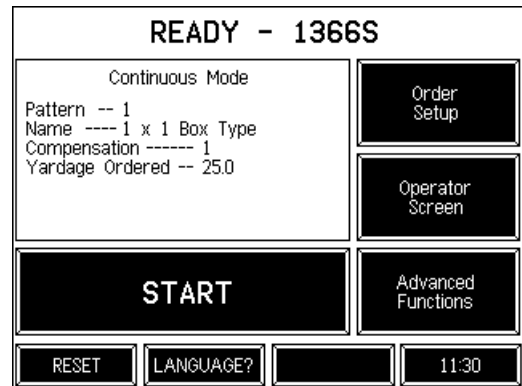 READY - 1366S
Continuous Mode
Pattern -- 1
Name ---- 1 x 1 Box Type
Compensation ------ 1
Yardage Ordered -- 25.0
Order
Setup
Operator
Screen
START
Advanced
Functions
RESET
LANGUAGE?
11:30